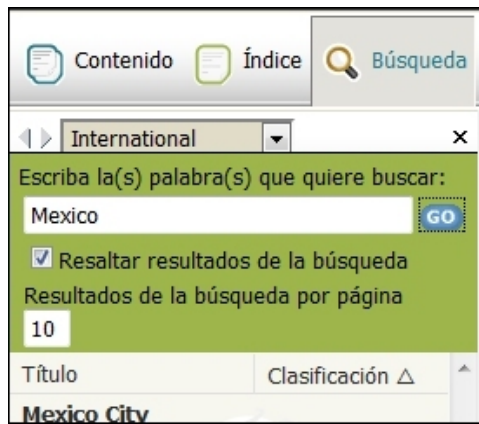 Contenido Índice Búsqueda
International
Escriba la(s) palabra(s) que quiere buscar:
Mexico GO
Resaltar resultados de la búsqueda
Resultados de la búsqueda por página
10
Título Clasificación
Mexico City